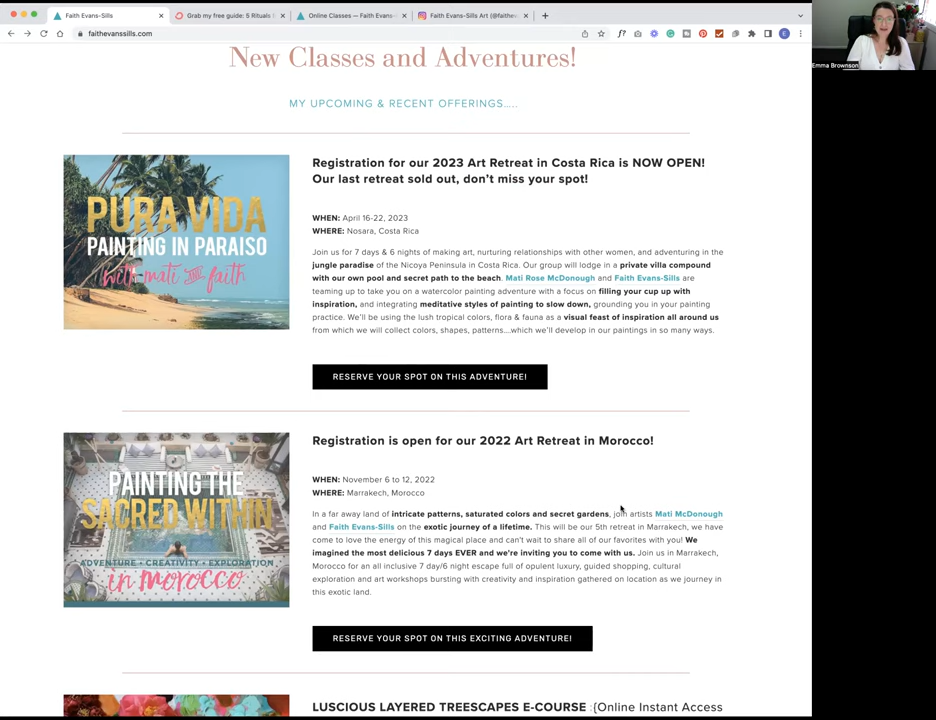 Faith Evans-Sills
Grab my free guide: 5 Rituals
Online Classes — Faith Evans-
Faith Evans-Sills Art (@faithev
faithevanssills.com
New Classes and Adventures!
MY UPCOMING & RECENT OFFERINGS.....
PURA VIDA
PAINTING IN PARAISO
with mati and faith
Registration for our 2023 Art Retreat in Costa Rica is NOW OPEN!
Our last retreat sold out, don't miss your spot!
WHEN: April 16-22, 2023
WHERE: Nosara, Costa Rica
Join us for 7 days & 6 nights of making art, nurturing relationships with other women, and adventuring in the
jungle paradise of the Nicoya Peninsula in Costa Rica. Our group will lodge in a private villa compound
with our own pool and secret path to the beach. Mati Rose McDonough and Faith Evans-Sills are
teaming up to take you on a watercolor painting adventure with a focus on filling your cup up with
inspiration, and integrating meditative styles of painting to slow down, grounding you in your painting
practice. We'll be using the lush tropical colors, flora & fauna as a visual feast of inspiration all around us
from which we will collect colors, shapes, patterns....which we'll develop in our paintings in so many ways.
RESERVE YOUR SPOT ON THIS ADVENTURE!
PAINTING THE
SACRED WITHIN
ADVENTURE • CREATIVITY • EXPLORATION
in morocco
Registration is open for our 2022 Art Retreat in Morocco!
WHEN: November 6 to 12, 2022
WHERE: Marrakech, Morocco
In a far away land of intricate patterns, saturated colors and secret gardens, join artists Mati McDonough
and Faith Evans-Sills on the exotic journey of a lifetime. This will be our 5th retreat in Marrakech, we have
come to love the energy of this magical place and can't wait to share all of our favorites with you! We
imagined the most delicious 7 days EVER and we're inviting you to come with us. Join us in Marrakech,
Morocco for an all inclusive 7 day/6 night escape full of opulent luxury, guided shopping, cultural
exploration and art workshops bursting with creativity and inspiration gathered on location as we journey in
this exotic land.
RESERVE YOUR SPOT ON THIS EXCITING ADVENTURE!
LUSCIOUS LAYERED TREESCAPES E-COURSE :{Online Instant Access
Emma Brownson